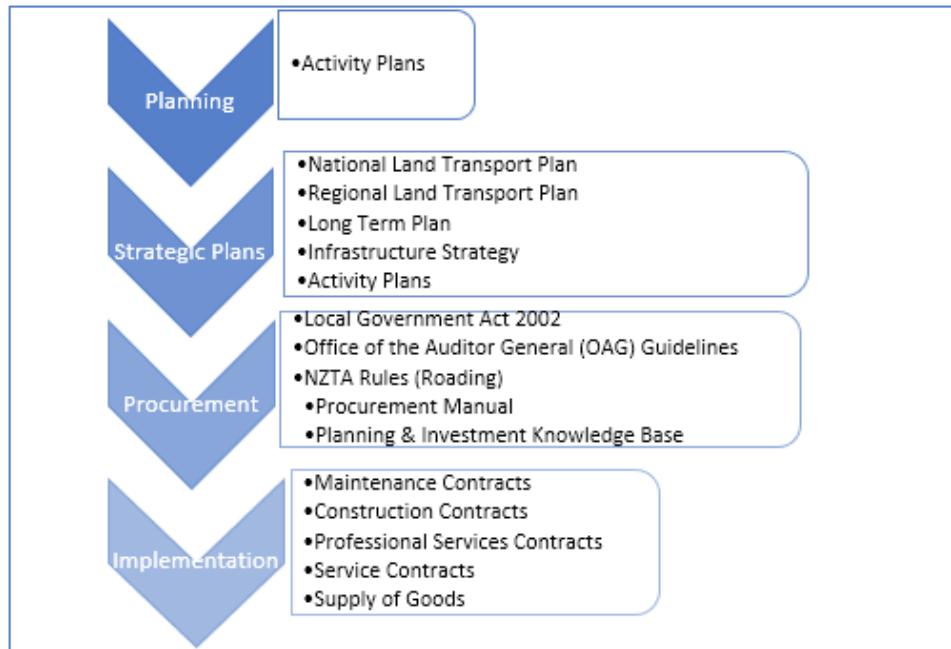 Planning
•Activity Plans
Strategic Plans
•National Land Transport Plan
•Regional Land Transport Plan
•Long Term Plan
•Infrastructure Strategy
•Activity Plans
Procurement
•Local Government Act 2002
•Office of the Auditor General (OAG) Guidelines
•NZTA Rules (Roading)
•Procurement Manual
•Planning & Investment Knowledge Base
Implementation
•Maintenance Contracts
•Construction Contracts
•Professional Services Contracts
•Service Contracts
•Supply of Goods